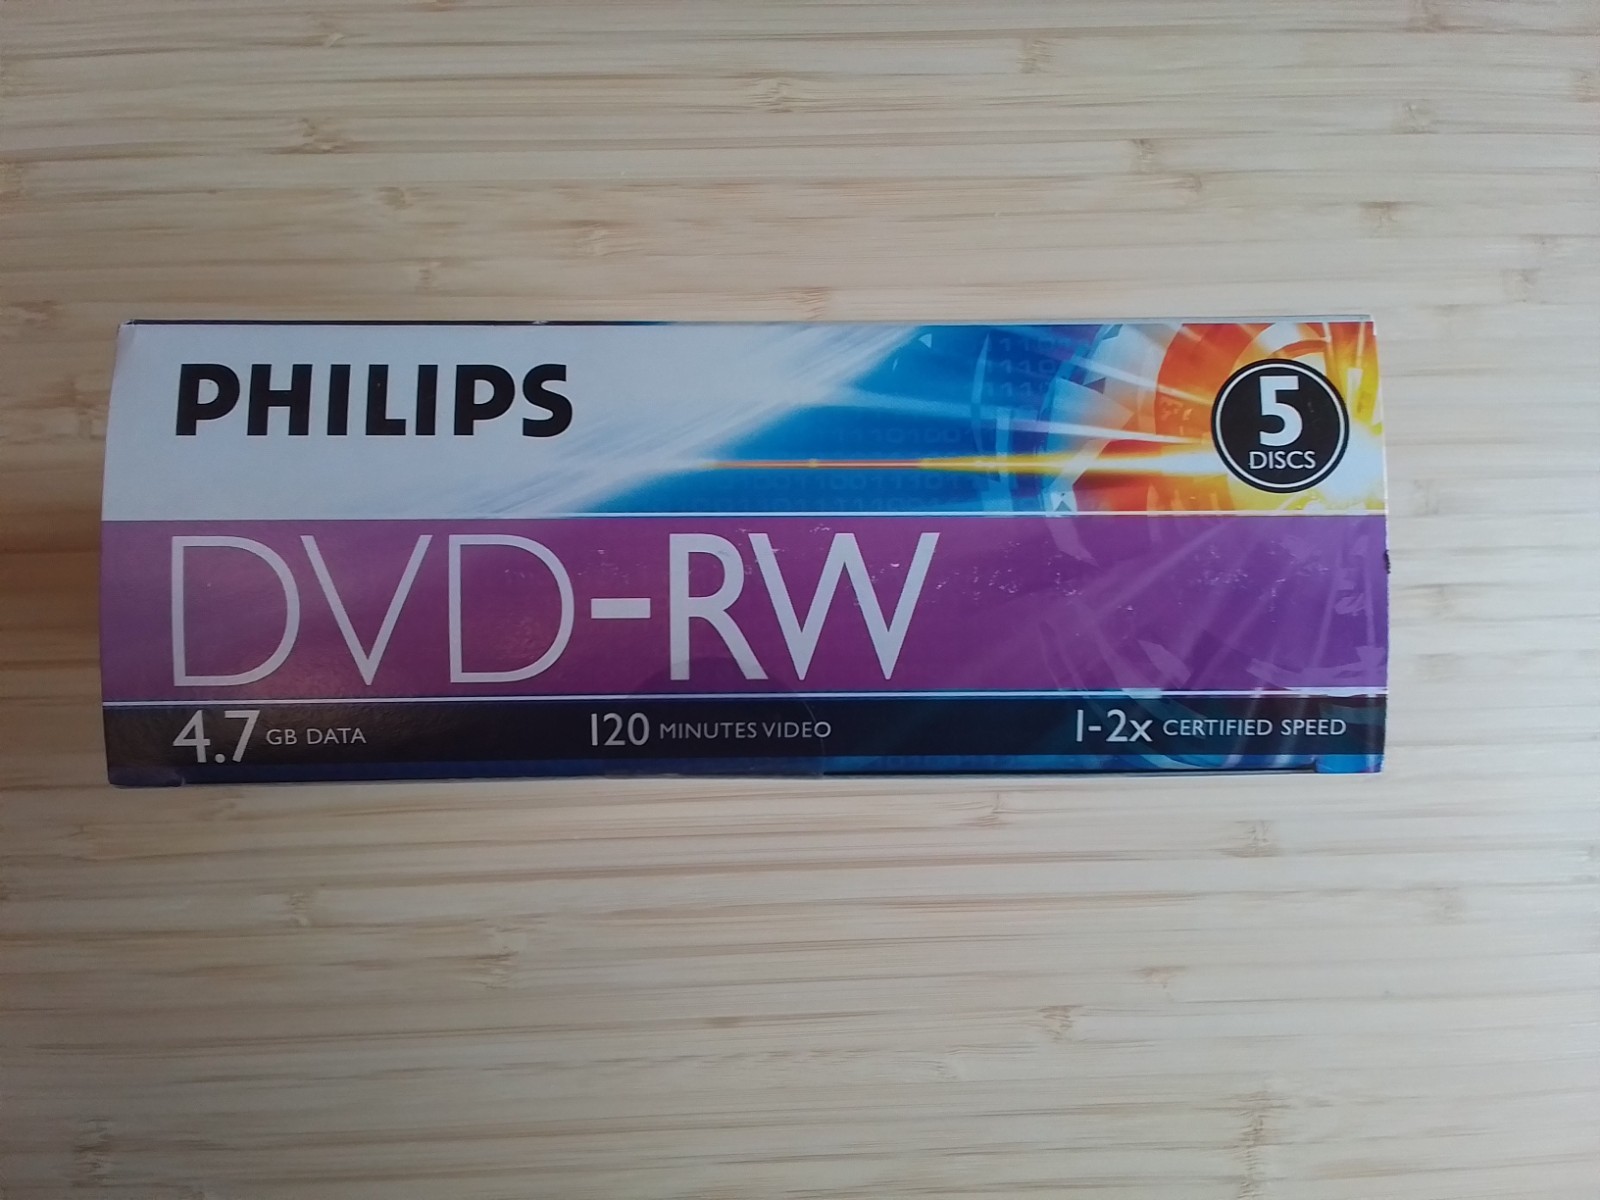 PHILIPS
5
DISCS
DVD-RW
4.7 GB DATA
120 MINUTES VIDEO
1-2x CERTIFIED SPEED